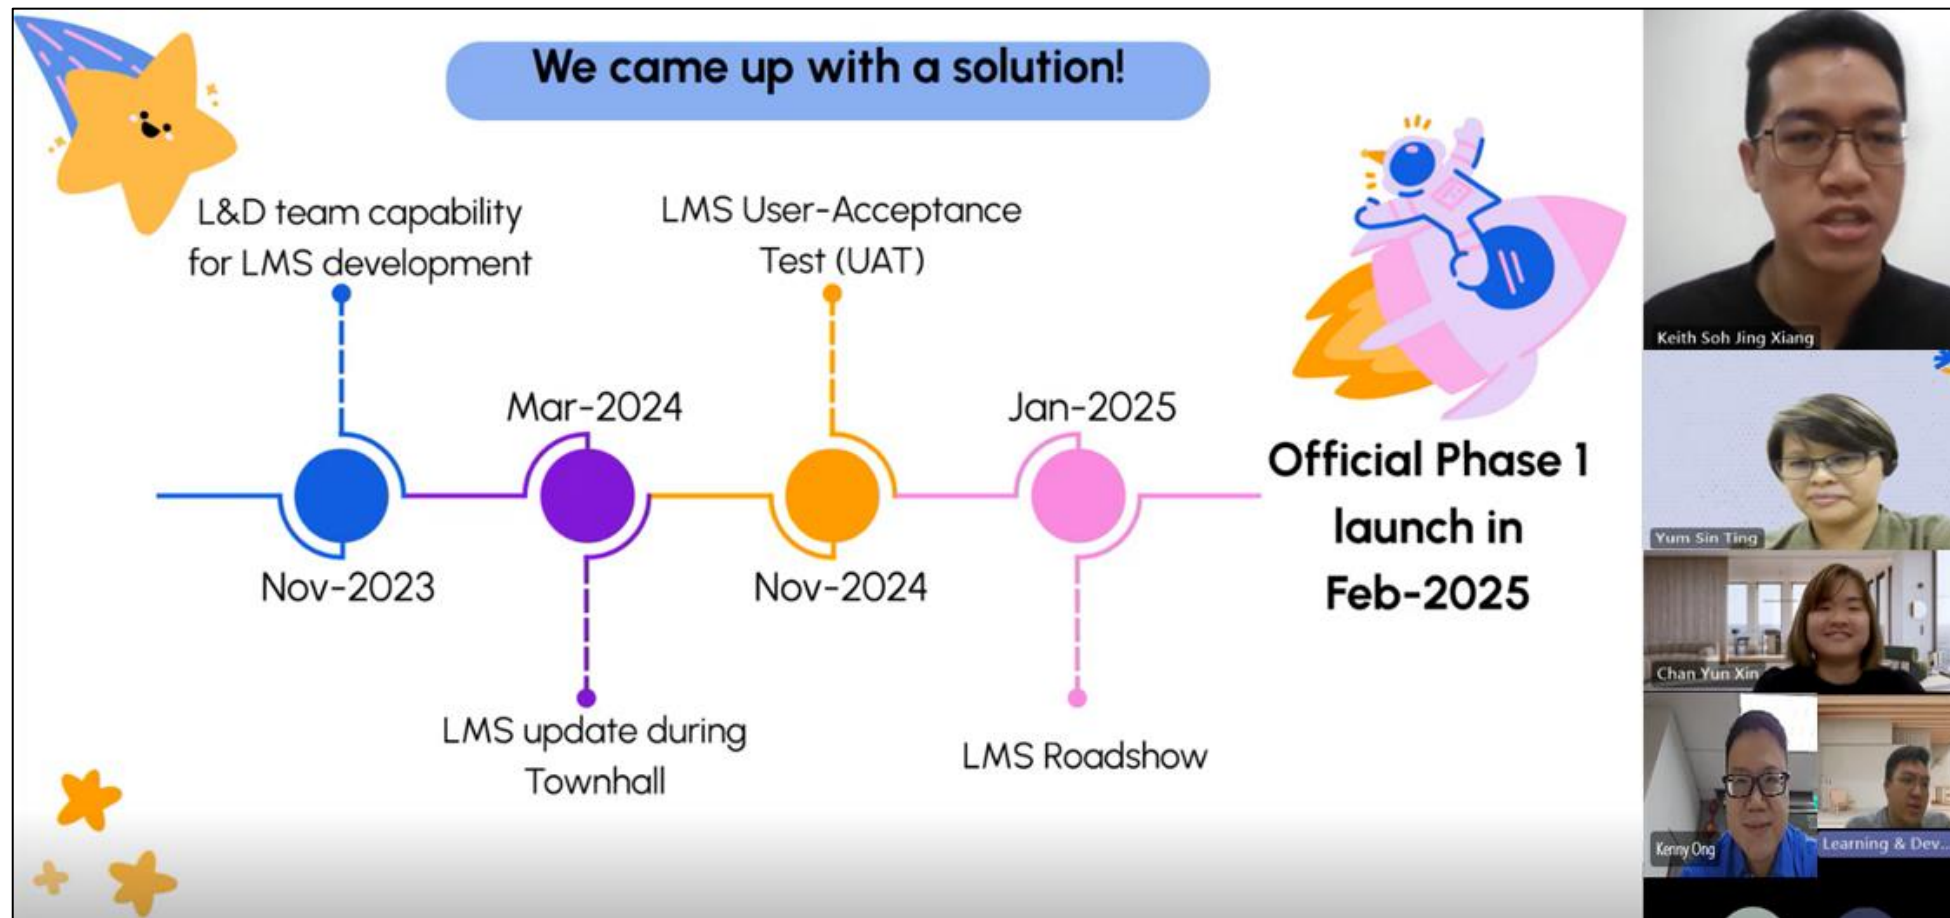 We came up with a solution!
L&D team capability
for LMS development
LMS User-Acceptance
Test (UAT)
Mar-2024
Jan-2025
Nov-2023
Nov-2024
LMS update during
Townhall
LMS Roadshow
Official Phase 1
launch in
Feb-2025
Keith Soh Jing Xiang
Yum Sin Ting
Chan Yun Xin
Kenny Ong
Learning & Dev...